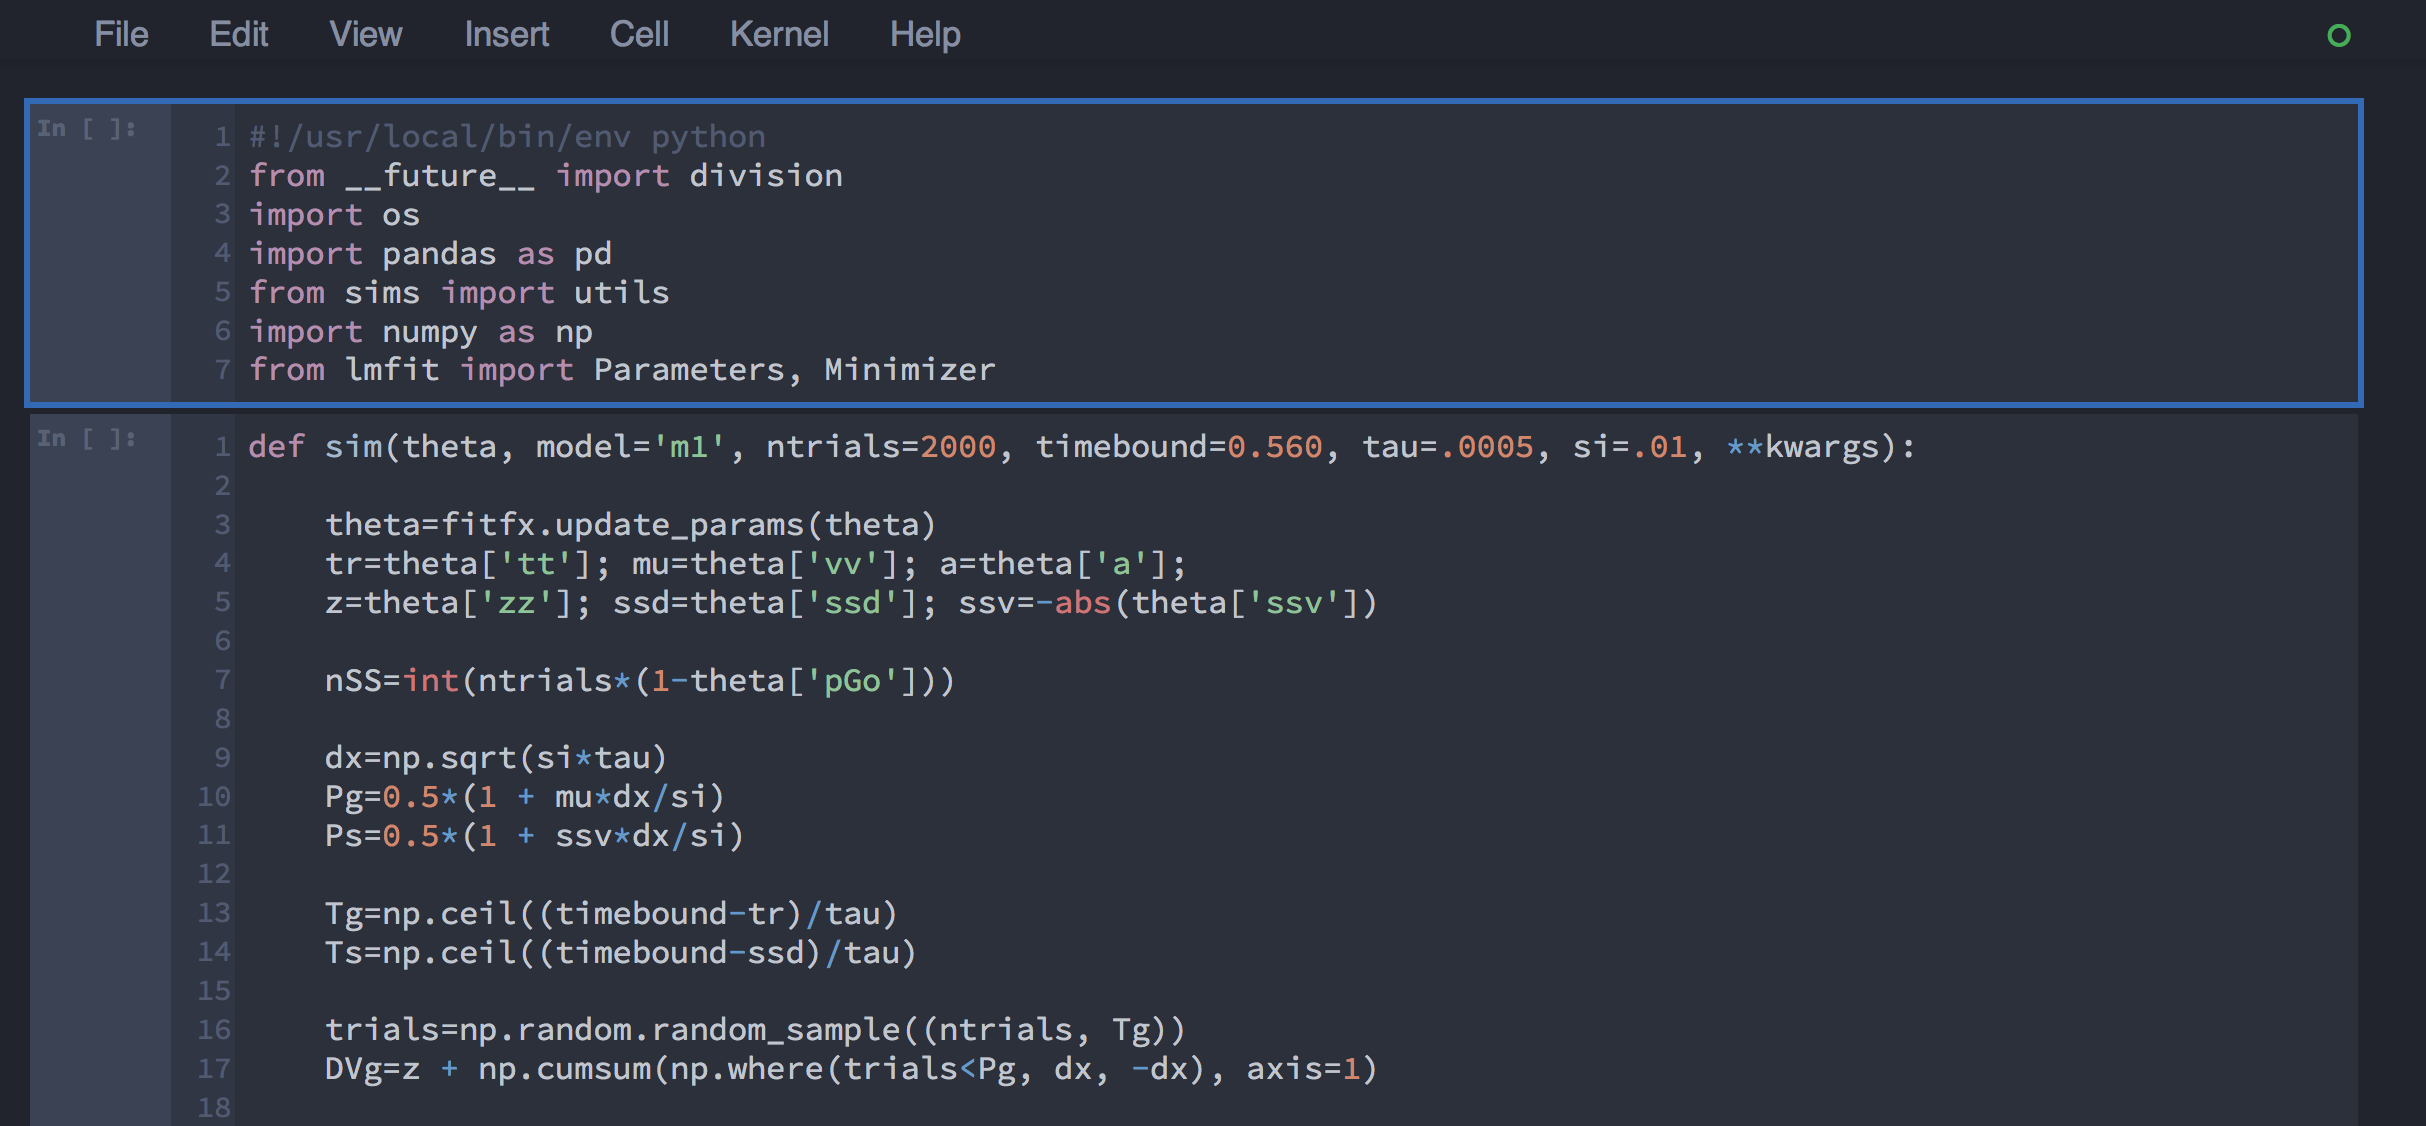 File Edit View Insert Cell Kernel Help
In [ ]:
1 #!/usr/local/bin/env python
2 from __future__ import division
3 import os
4 import pandas as pd
5 from sims import utils
6 import numpy as np
7 from lmfit import Parameters, Minimizer
In [ ]:
1 def sim(theta, model='m1', ntrials=2000, timebound=0.560, tau=.0005, si=.01, **kwargs):
2
3     theta=fitfx.update_params(theta)
4     tr=theta['tt']; mu=theta['vv']; a=theta['a'];
5     z=theta['zz']; ssd=theta['ssd']; ssv=-abs(theta['ssv'])
6
7     nSS=int(ntrials*(1-theta['pGo']))
8
9     dx=np.sqrt(si*tau)
10     Pg=0.5*(1 + mu*dx/si)
11     Ps=0.5*(1 + ssv*dx/si)
12
13     Tg=np.ceil((timebound-tr)/tau)
14     Ts=np.ceil((timebound-ssd)/tau)
15
16     trials=np.random.random_sample((ntrials, Tg))
17     DVg=z + np.cumsum(np.where(trials<Pg, dx, -dx), axis=1)
18